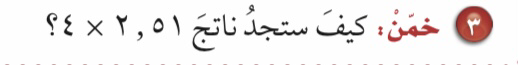 ٣ خمّنْ: كيفَ ستجدُ ناتجَ ٢,٥١ × ٤؟